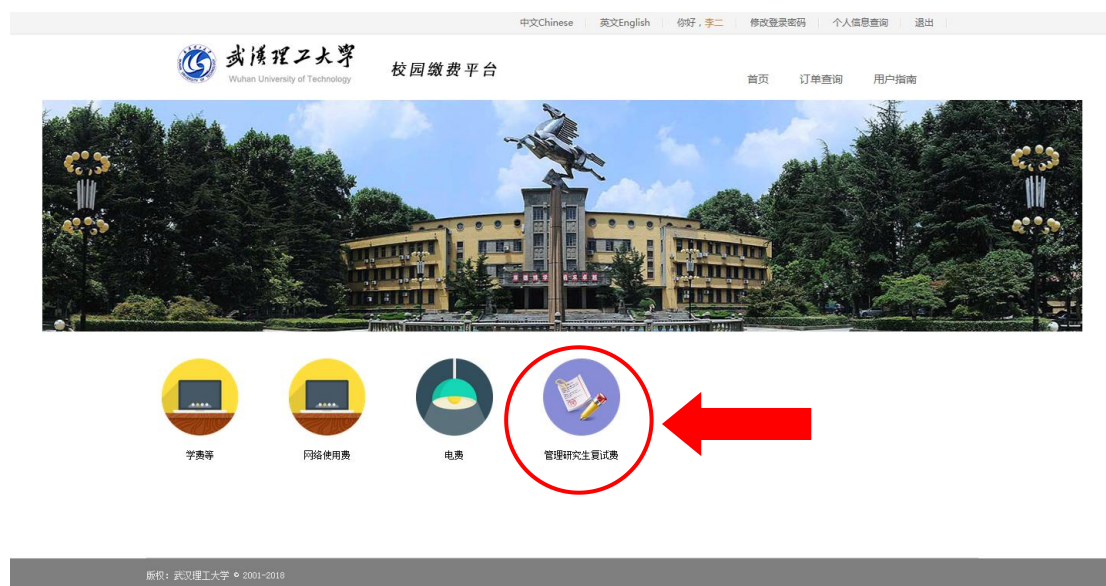 中文Chinese 英文English 你好，李二 修改登录密码 个人信息查询 退出
武汉理工大学
Wuhan University of Technology
校园缴费平台
首页 订单查询 用户指南
学费等 网络使用费 电费 管理研究生复试费
版权：武汉理工大学 © 2001-2018